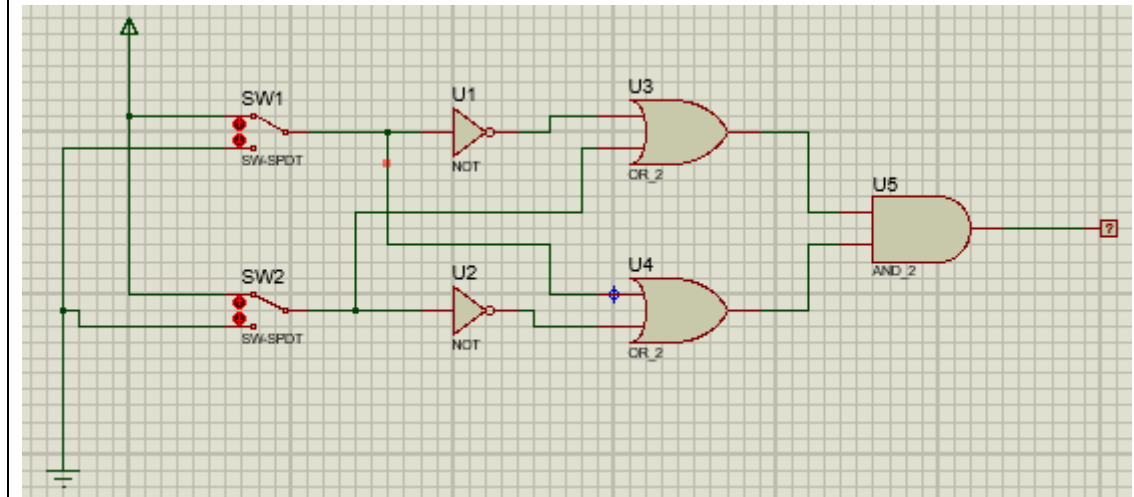 SW1
SW-SPDT
U1
NOT
U3
OR_2
U5
AND_2
?
SW2
SW-SPDT
U2
NOT
U4
OR_2